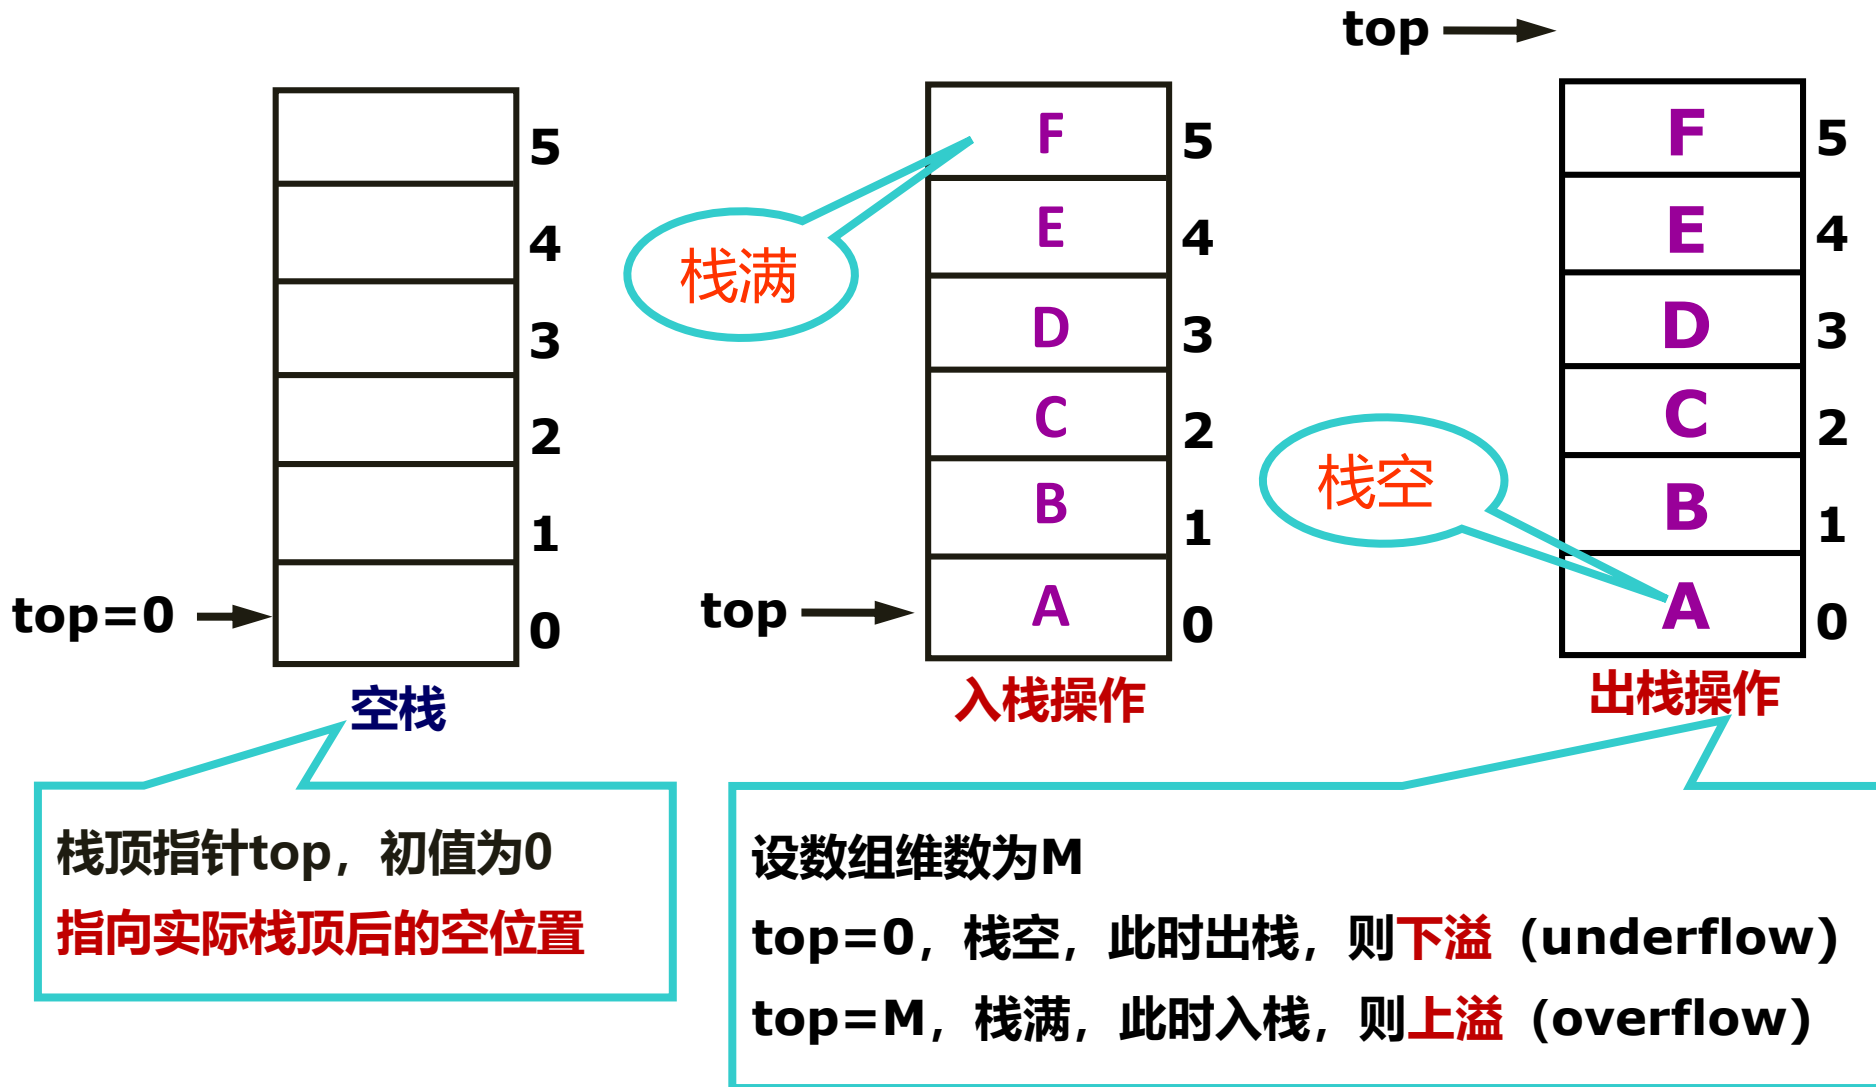 top
5
4
3
2
1
0
top=0
空栈
F
E
D
C
B
A
5
4
3
2
1
0
栈满
top
入栈操作
F
E
D
C
B
A
5
4
3
2
1
0
栈空
出栈操作
栈顶指针top，初值为0
指向实际栈顶后的空位置
设数组维数为M
top=0，栈空，此时出栈，则下溢（underflow）
top=M，栈满，此时入栈，则上溢（overflow）